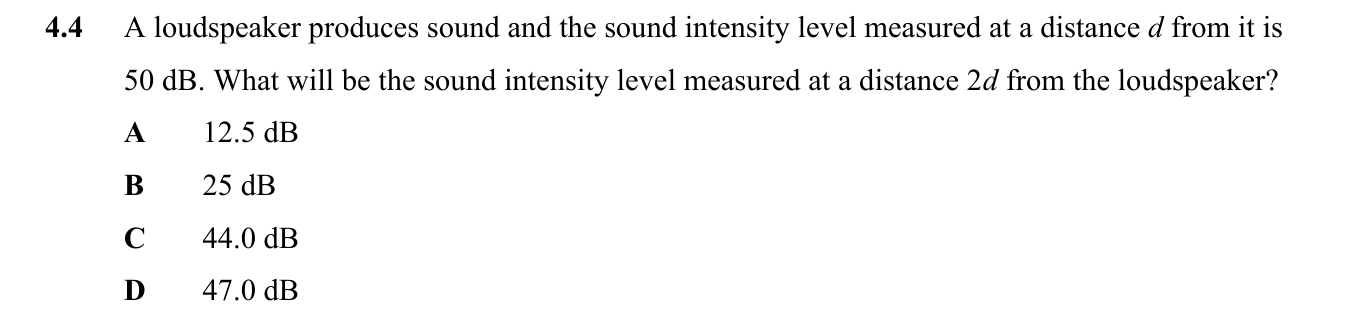 4.4 A loudspeaker produces sound and the sound intensity level measured at a distance d from it is
50 dB. What will be the sound intensity level measured at a distance 2d from the loudspeaker?
A 12.5 dB
B 25 dB
C 44.0 dB
D 47.0 dB